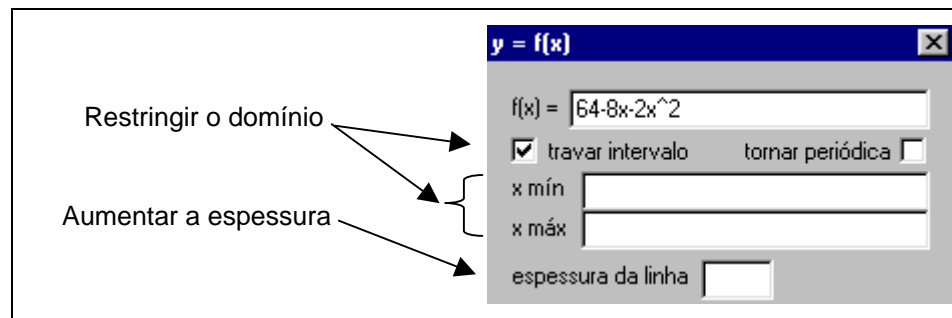 y = f(x)
f(x) = 64-8x-2x^2
Restringir o domínio
travar intervalo tornar periódica
x mín
Aumentar a espessura
x máx
espessura da linha